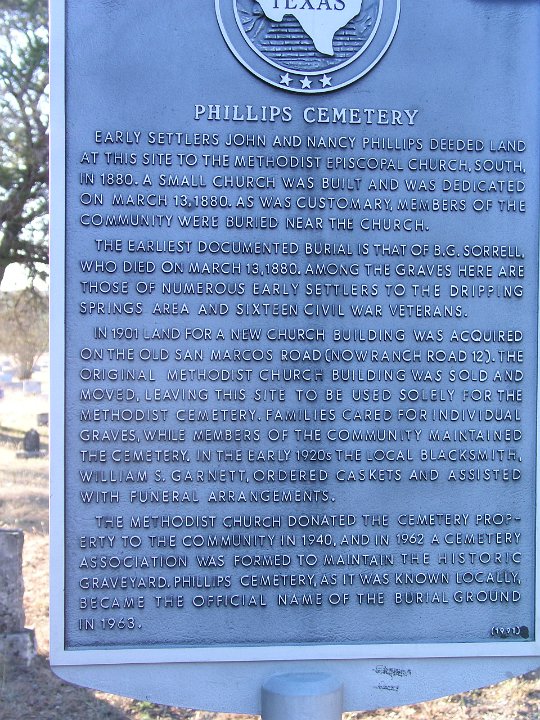 TEXAS
PHILLIPS CEMETERY
EARLY SETTLERS JOHN AND NANCY PHILLIPS DEEDED LAND
AT THIS SITE TO THE METHODIST EPISCOPAL CHURCH, SOUTH,
IN 1880. A SMALL CHURCH WAS BUILT AND WAS DEDICATED
ON MARCH 13, 1880. AS WAS CUSTOMARY, MEMBERS OF THE
COMMUNITY WERE BURIED NEAR THE CHURCH.
THE EARLIEST DOCUMENTED BURIAL IS THAT OF B.G. SORRELL,
WHO DIED ON MARCH 13, 1880. AMONG THE GRAVES HERE ARE
THOSE OF NUMEROUS EARLY SETTLERS TO THE DRIPPING
SPRINGS AREA AND SIXTEEN CIVIL WAR VETERANS.
IN 1901 LAND FOR A NEW CHURCH BUILDING WAS ACQUIRED
ON THE OLD SAN MARCOS ROAD (NOW RANCH ROAD 12). THE
ORIGINAL METHODIST CHURCH BUILDING WAS SOLD AND
MOVED, LEAVING THIS SITE TO BE USED SOLELY FOR THE
METHODIST CEMETERY. FAMILIES CARED FOR INDIVIDUAL
GRAVES, WHILE MEMBERS OF THE COMMUNITY MAINTAINED
THE CEMETERY. IN THE EARLY 1920s THE LOCAL BLACKSMITH,
WILLIAM S. GARNETT, ORDERED CASKETS AND ASSISTED
WITH FUNERAL ARRANGEMENTS.
THE METHODIST CHURCH DONATED THE CEMETERY PROP-
ERTY TO THE COMMUNITY IN 1940, AND IN 1962 A CEMETERY
ASSOCIATION WAS FORMED TO MAINTAIN THE HISTORIC
GRAVEYARD. PHILLIPS CEMETERY, AS IT WAS KNOWN LOCALLY,
BECAME THE OFFICIAL NAME OF THE BURIAL GROUND
IN 1963.
(1991)